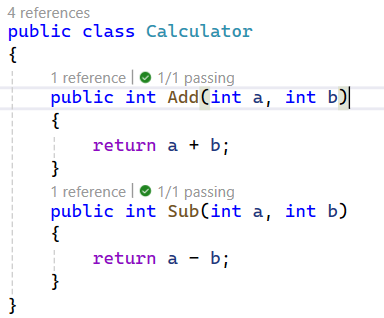 4 references
public class Calculator
{
1 reference | 1/1 passing
public int Add(int a, int b)
{
return a + b;
}
1 reference | 1/1 passing
public int Sub(int a, int b)
{
return a - b;
}
}